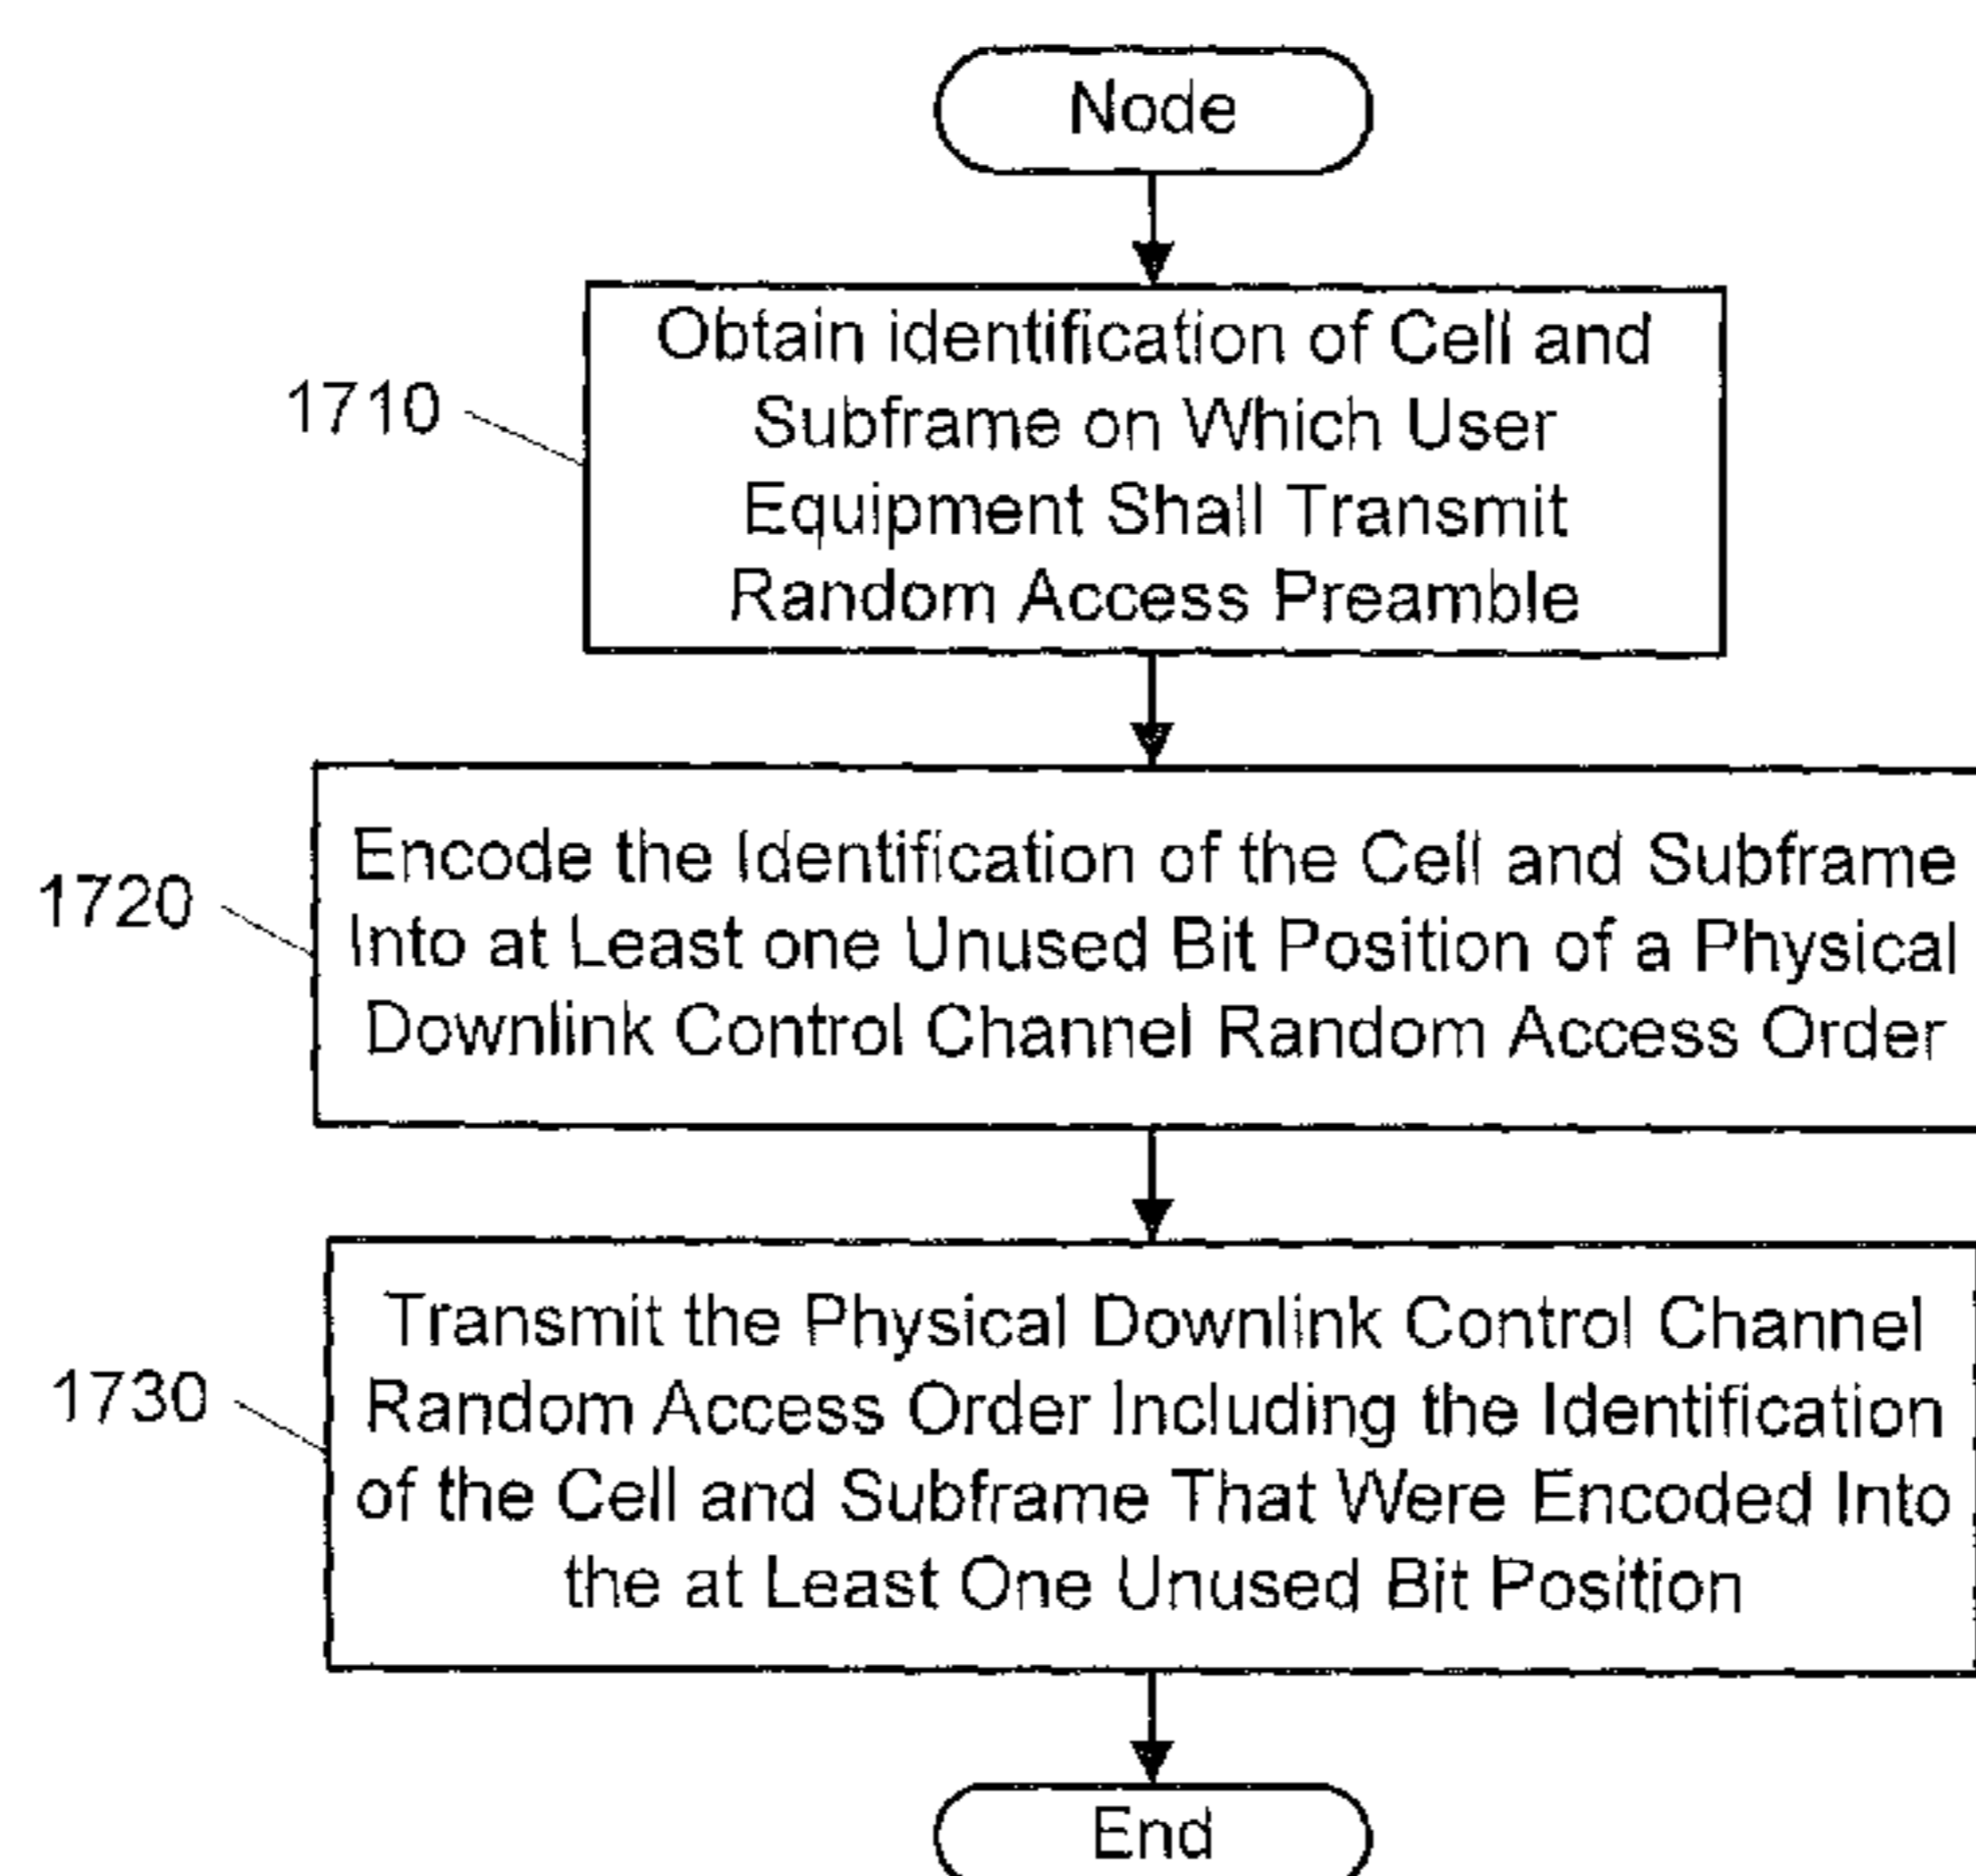 Node
Obtain identification of Cell and
Subframe on Which User
Equipment Shall Transmit
Random Access Preamble
1710
Encode the Identification of the Cell and Subframe
Into at Least one Unused Bit Position of a Physical
Downlink Control Channel Random Access Order
1720
Transmit the Physical Downlink Control Channel
Random Access Order Including the Identification
of the Cell and Subframe That Were Encoded Into
the at Least One Unused Bit Position
1730
End